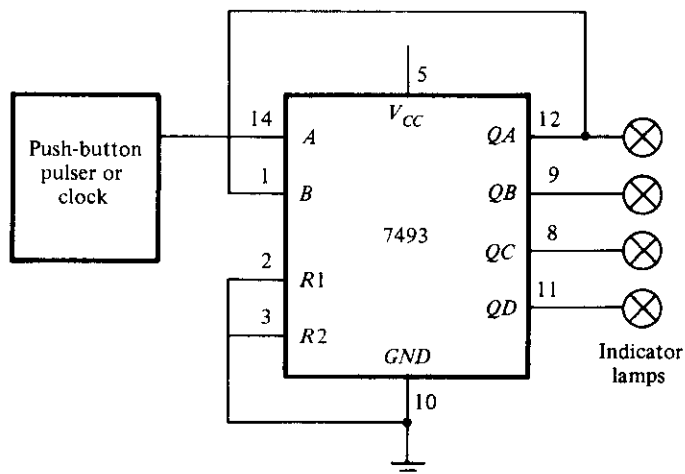 5
14
V_CC
12
Push-button
pulser or
clock
A
QA
1
9
B
QB
7493
8
QC
2
R1
11
QD
3
R2
Indicator
lamps
GND
10